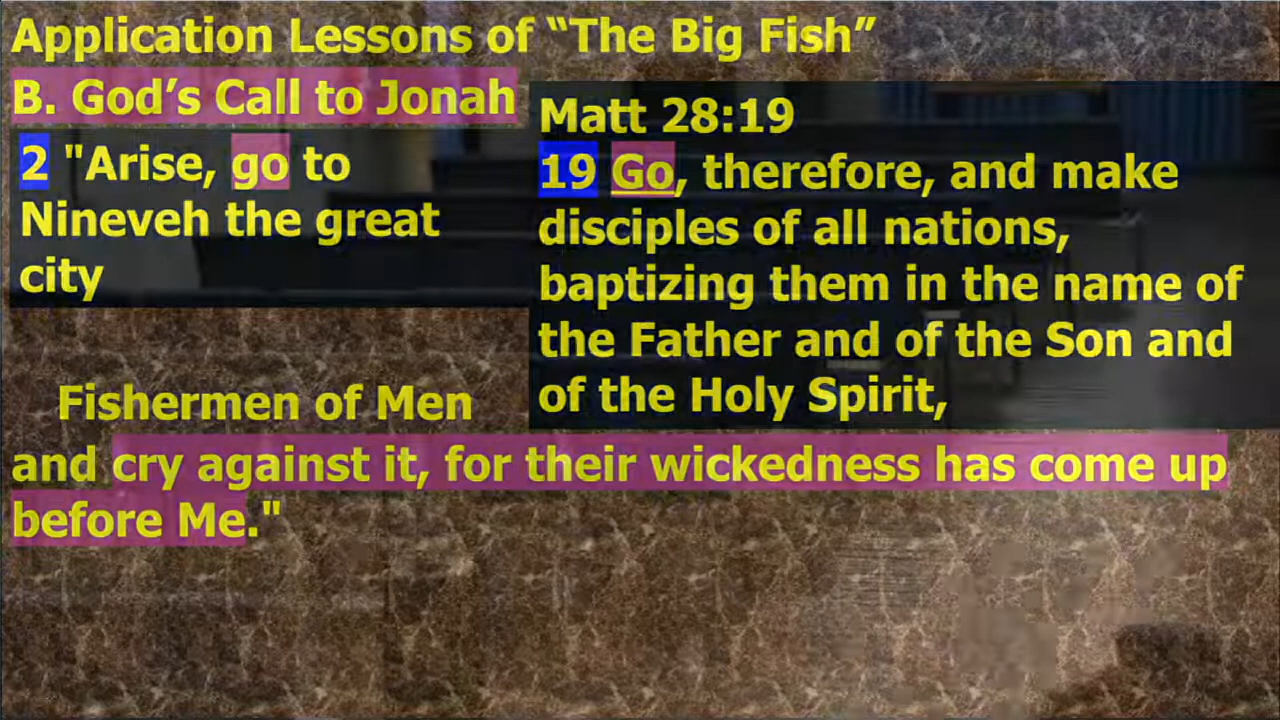 Application Lessons of “The Big Fish”
B. God’s Call to Jonah
2 "Arise, go to
Nineveh the great
city
Matt 28:19
19 Go, therefore, and make
disciples of all nations,
baptizing them in the name of
the Father and of the Son and
of the Holy Spirit,
Fishermen of Men
and cry against it, for their wickedness has come up
before Me."